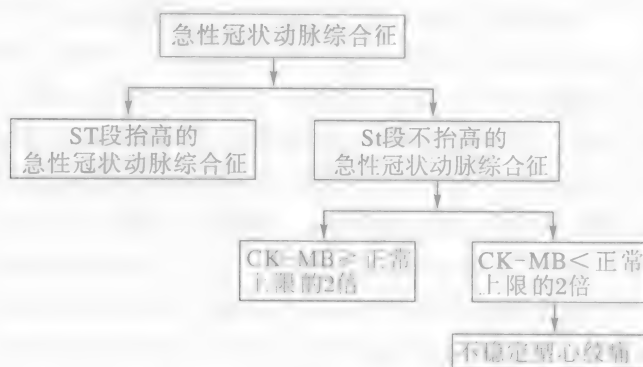 急性冠状动脉综合征
ST段抬高的
急性冠状动脉综合征
St段不抬高的
急性冠状动脉综合征
CK-MB≥正常
上限的2倍
CK-MB<正常
上限的2倍
不稳定型心绞痛